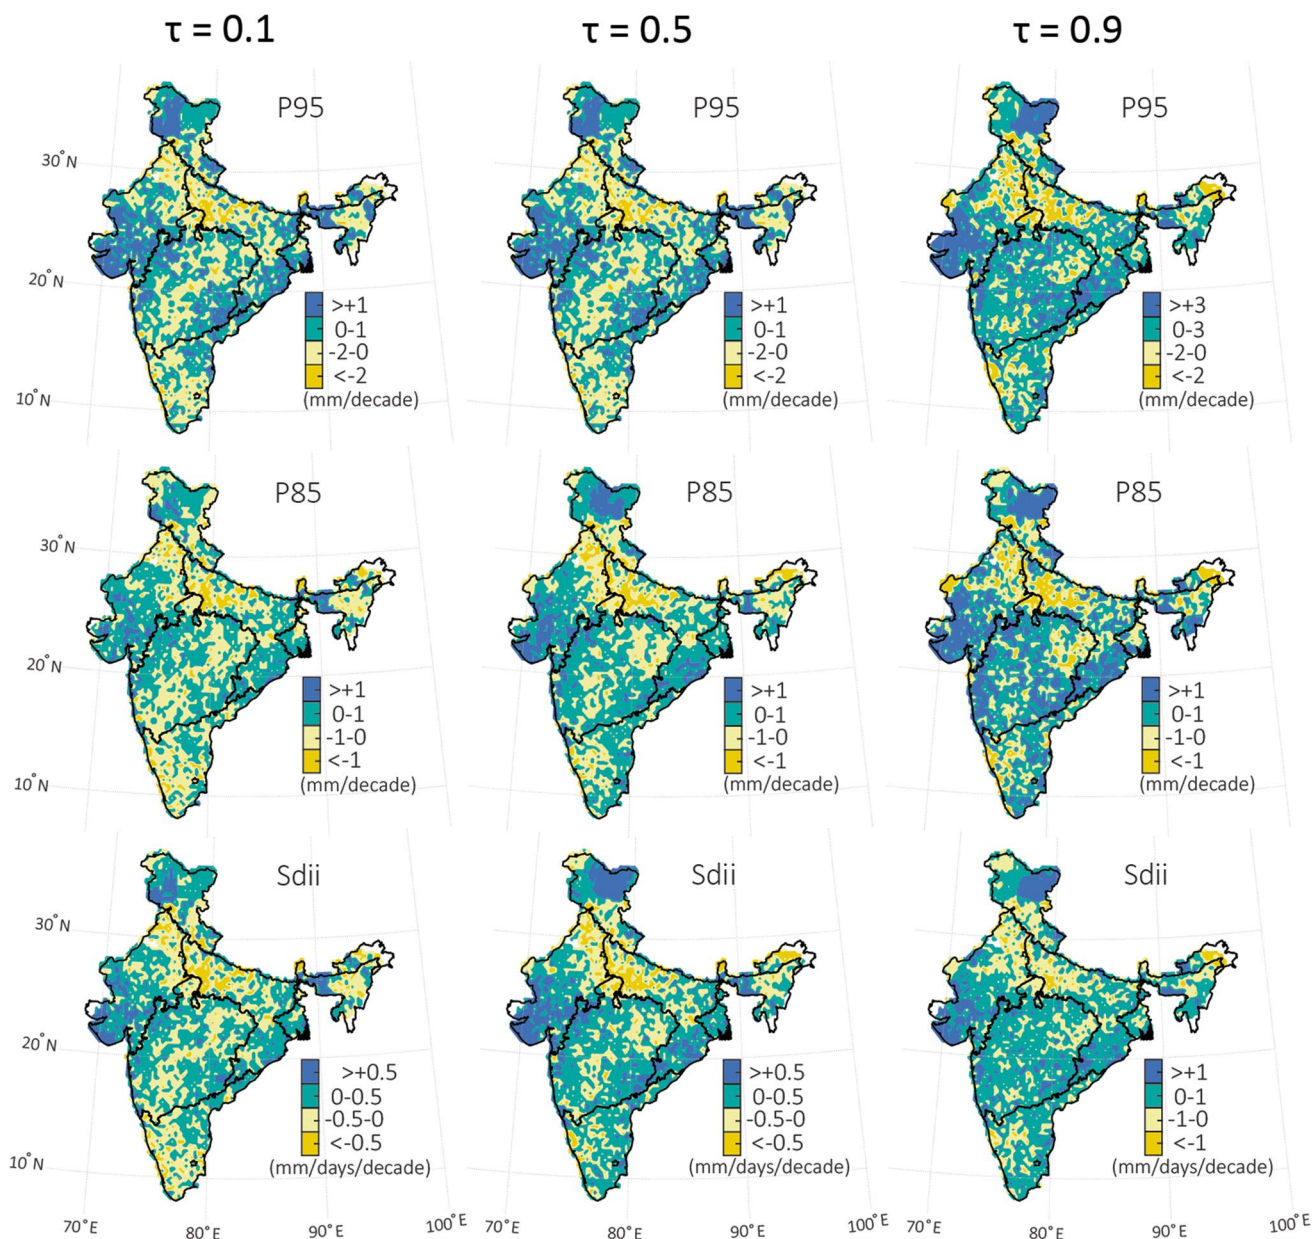 τ = 0.1 τ = 0.5 τ = 0.9
P95 P95 P95
30°N
20°N
>+1 >+1 >+3
0-1 0-1 0-3
-2-0 -2-0 -2-0
<-2 <-2 <-2
10°N (mm/decade) (mm/decade) (mm/decade)
P85 P85 P85
30°N
20°N
>+1 >+1 >+1
0-1 0-1 0-1
-1-0 -1-0 -1-0
<-1 <-1 <-1
10°N (mm/decade) (mm/decade) (mm/decade)
Sdii Sdii Sdii
30°N
20°N
>+0.5 >+0.5 >+1
0-0.5 0-0.5 0-1
-0.5-0 -0.5-0 -1-0
<-0.5 <-0.5 <-1
10°N (mm/days/decade) (mm/days/decade) (mm/days/decade)
70°E 80°E 90°E 100°E 70°E 80°E 90°E 100°E 70°E 80°E 90°E 100°E